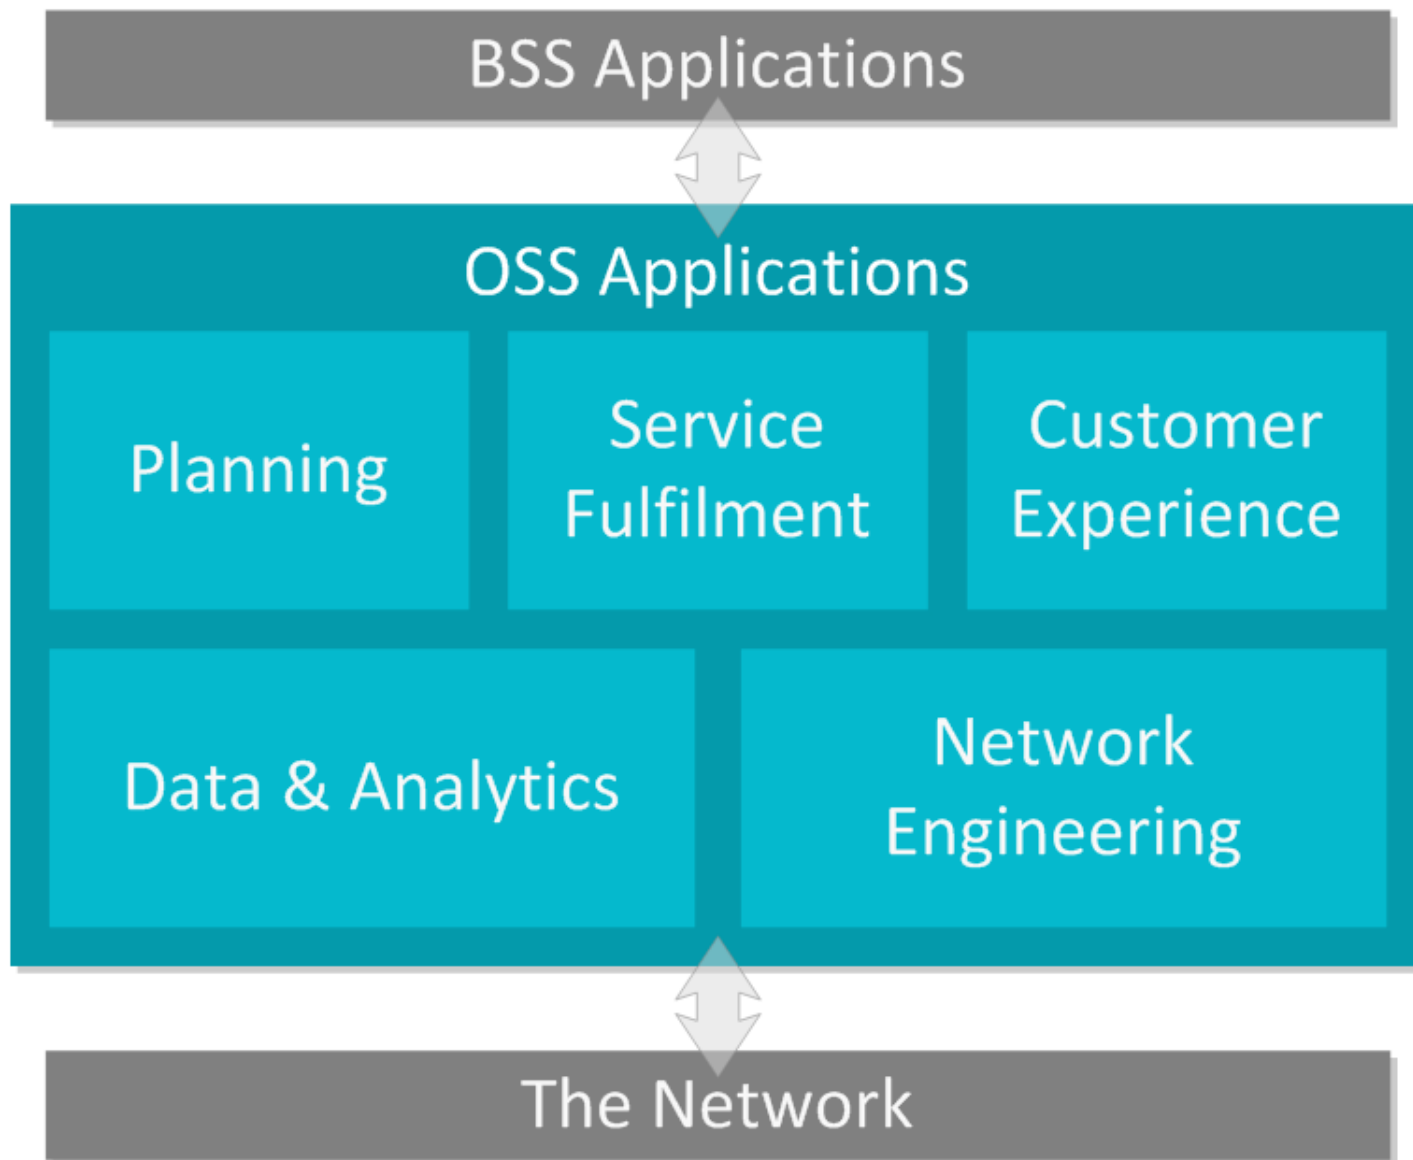 BSS Applications
OSS Applications
Planning
Service
Fulfilment
Customer
Experience
Data & Analytics
Network
Engineering
The Network